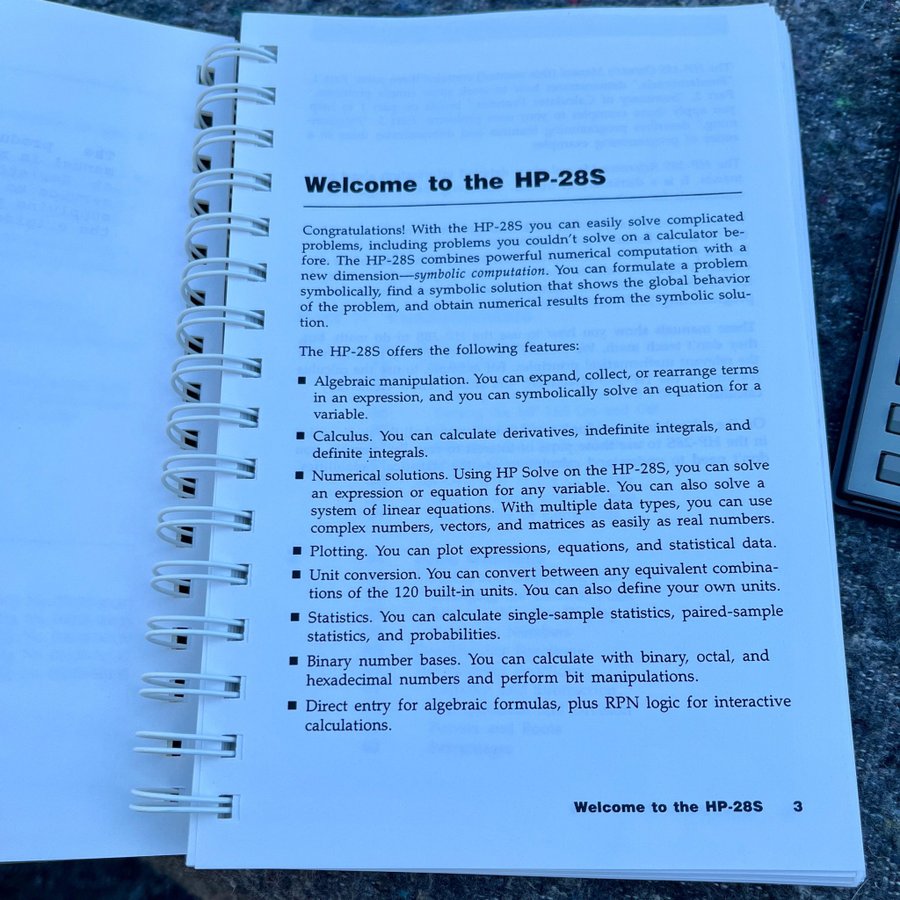 Welcome to the HP-28S
Congratulations! With the HP-28S you can easily solve complicated
problems, including problems you couldn't solve on a calculator be-
fore. The HP-28S combines powerful numerical computation with a
new dimension—symbolic computation. You can formulate a problem
symbolically, find a symbolic solution that shows the global behavior
of the problem, and obtain numerical results from the symbolic solu-
tion.
The HP-28S offers the following features:
■ Algebraic manipulation. You can expand, collect, or rearrange terms
in an expression, and you can symbolically solve an equation for a
variable.
■ Calculus. You can calculate derivatives, indefinite integrals, and
definite integrals.
■ Numerical solutions. Using HP Solve on the HP-28S, you can solve
an expression or equation for any variable. You can also solve a
system of linear equations. With multiple data types, you can use
complex numbers, vectors, and matrices as easily as real numbers.
■ Plotting. You can plot expressions, equations, and statistical data.
■ Unit conversion. You can convert between any equivalent combina-
tions of the 120 built-in units. You can also define your own units.
■ Statistics. You can calculate single-sample statistics, paired-sample
statistics, and probabilities.
■ Binary number bases. You can calculate with binary, octal, and
hexadecimal numbers and perform bit manipulations.
■ Direct entry for algebraic formulas, plus RPN logic for interactive
calculations.
Welcome to the HP-28S 3